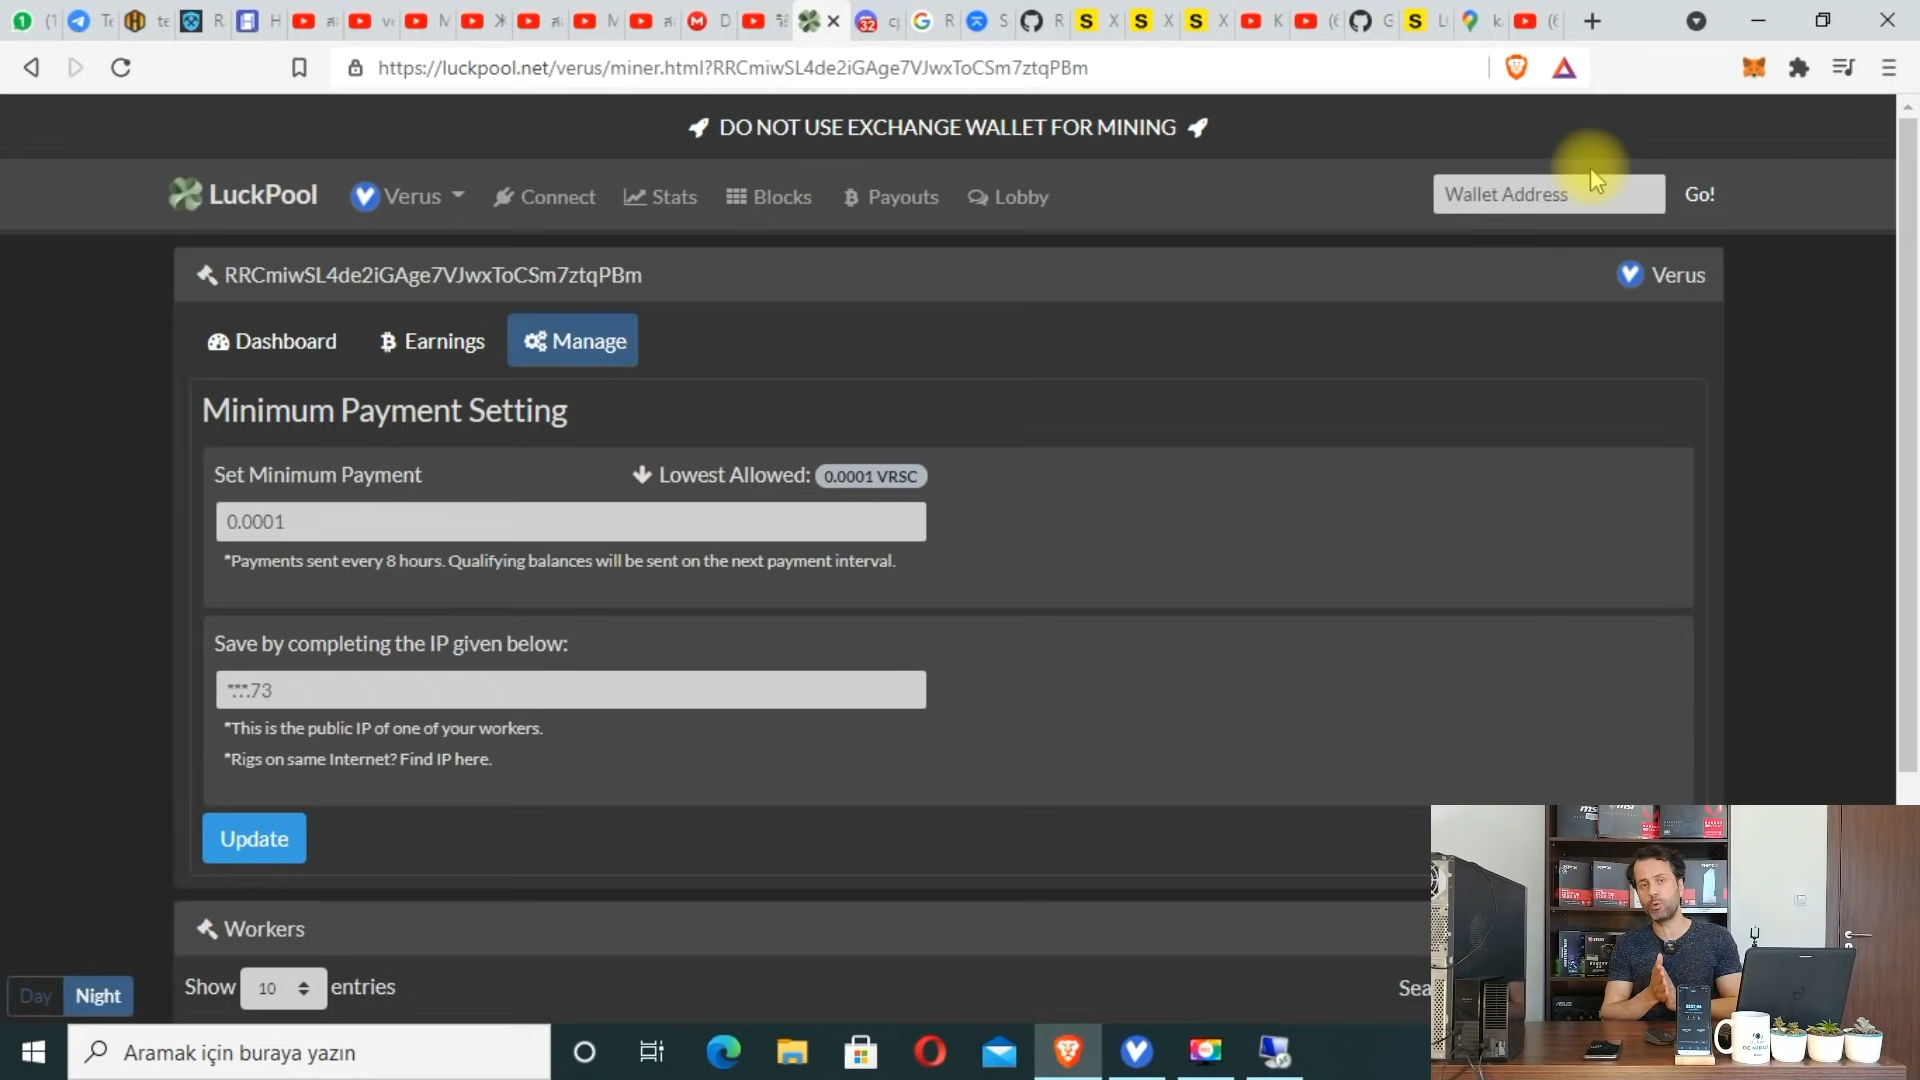 https://luckpool.net/verus/miner.html?RRCmiwSL4de2iGAge7VJwxToCSm7ztqPBm
DO NOT USE EXCHANGE WALLET FOR MINING
LuckPool
Verus
Connect
Stats
Blocks
Payouts
Lobby
Wallet Address
Go!
RRCmiwSL4de2iGAge7VJwxToCSm7ztqPBm
Verus
Dashboard
Earnings
Manage
Minimum Payment Setting
Set Minimum Payment
Lowest Allowed: 0.0001 VRSC
0.0001
*Payments sent every 8 hours. Qualifying balances will be sent on the next payment interval.
Save by completing the IP given below:
*.*.*.73
*This is the public IP of one of your workers.
*Rigs on same Internet? Find IP here.
Update
Workers
Show 10 entries
Sea
Day
Night
Aramak için buraya yazın